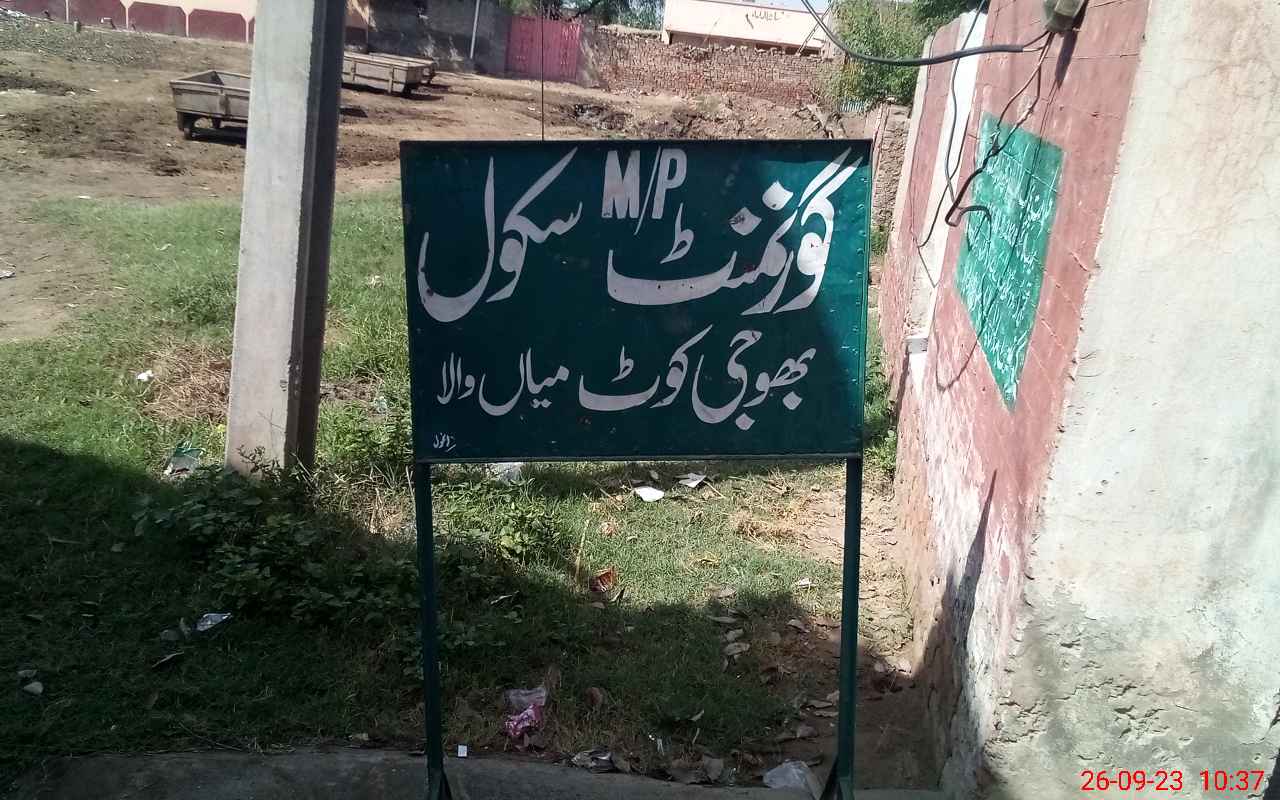 گورنمنٹ M/P سکول
بھوجی کوٹ میاں والا
26-09-23 10:37